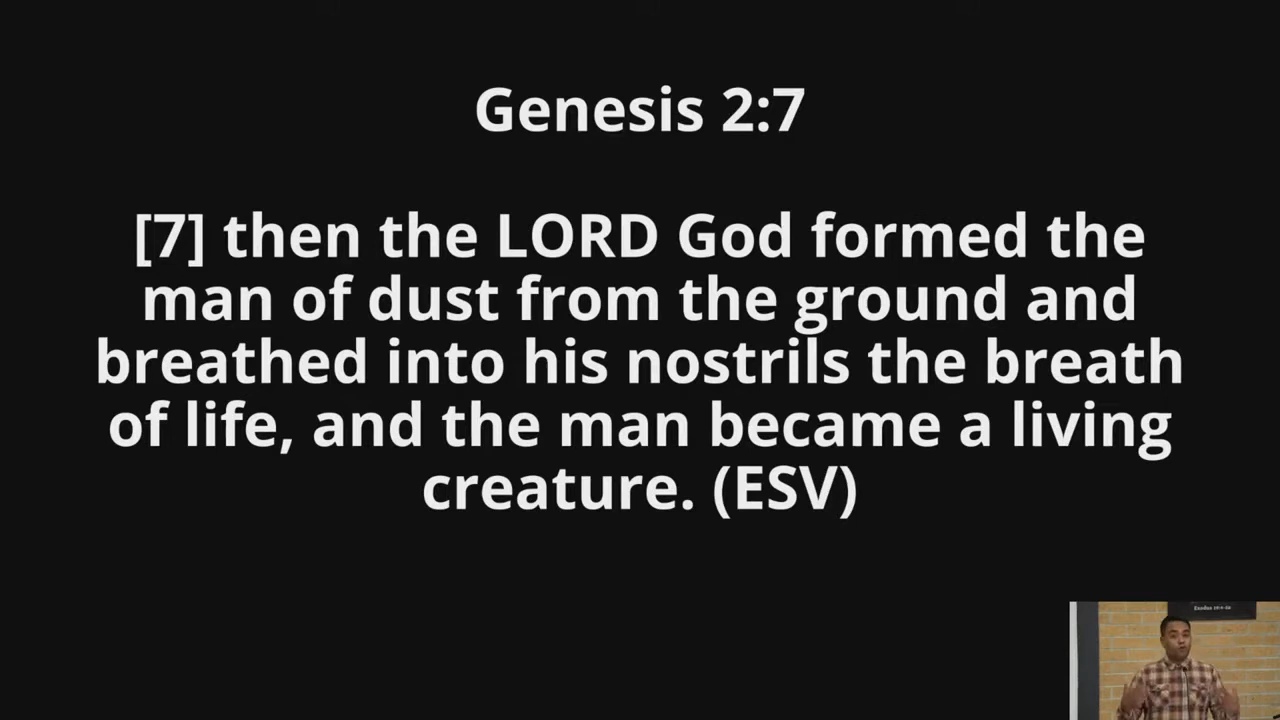 Genesis 2:7
[7] then the LORD God formed the
man of dust from the ground and
breathed into his nostrils the breath
of life, and the man became a living
creature. (ESV)